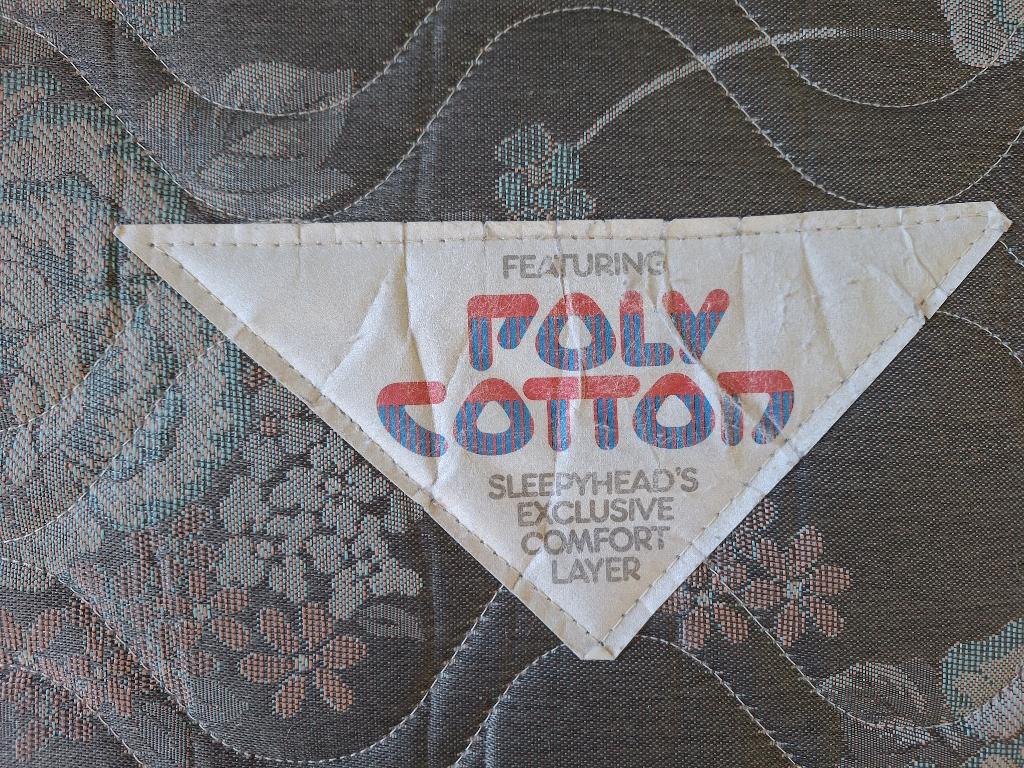 FEATURING
POLY
COTTON
SLEEPYHEAD'S
EXCLUSIVE
COMFORT
LAYER